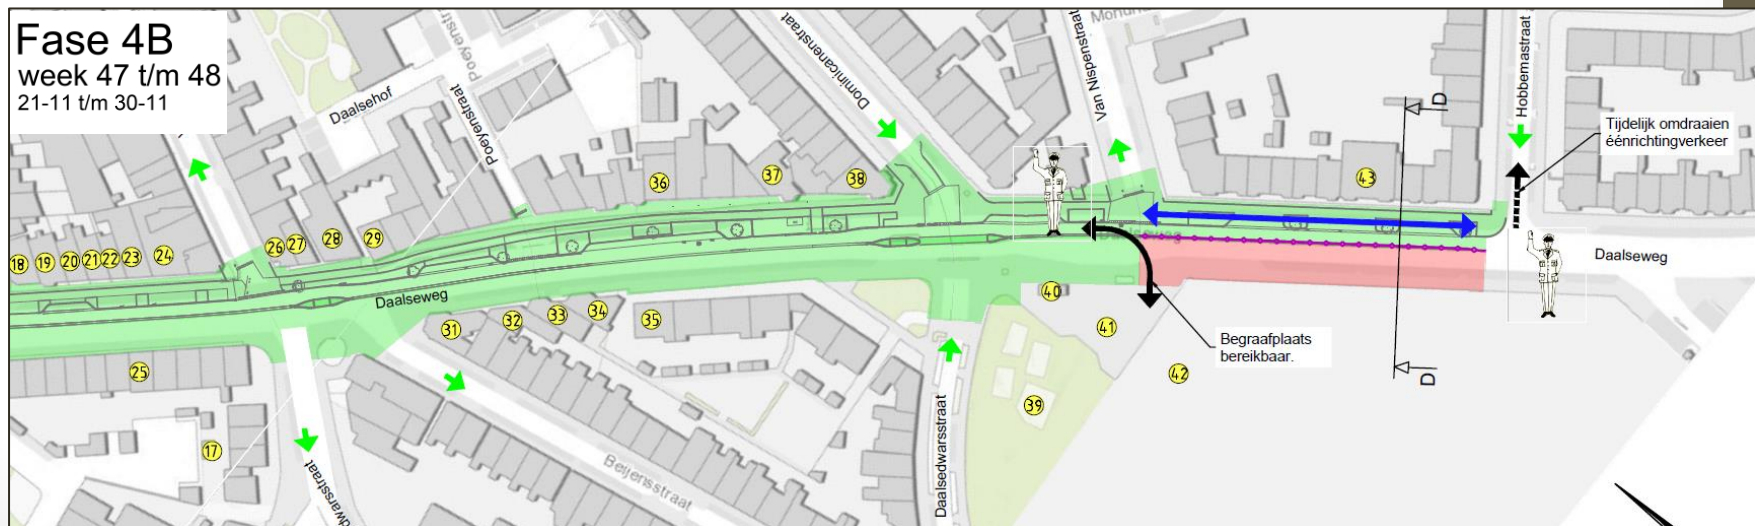 Fase 4B
week 47 t/m 48
21-11 t/m 30-11
Daalsehof
Poeyenstraat
Poeyenstraat
Dominicanenstraat
Van Nispenstraat
Hobbemastraat
D
Tijdelijk omdraaien
éénrichtingverkeer
36
37
38
43
18
19
20
21
22
23
24
26
27
28
29
Daalseweg
Daalseweg
31
32
33
34
35
40
41
42
Begraafplaats
bereikbaar.
25
D
39
17
dwarsstraat
Beijensstraat
Daalsedwarsstraat